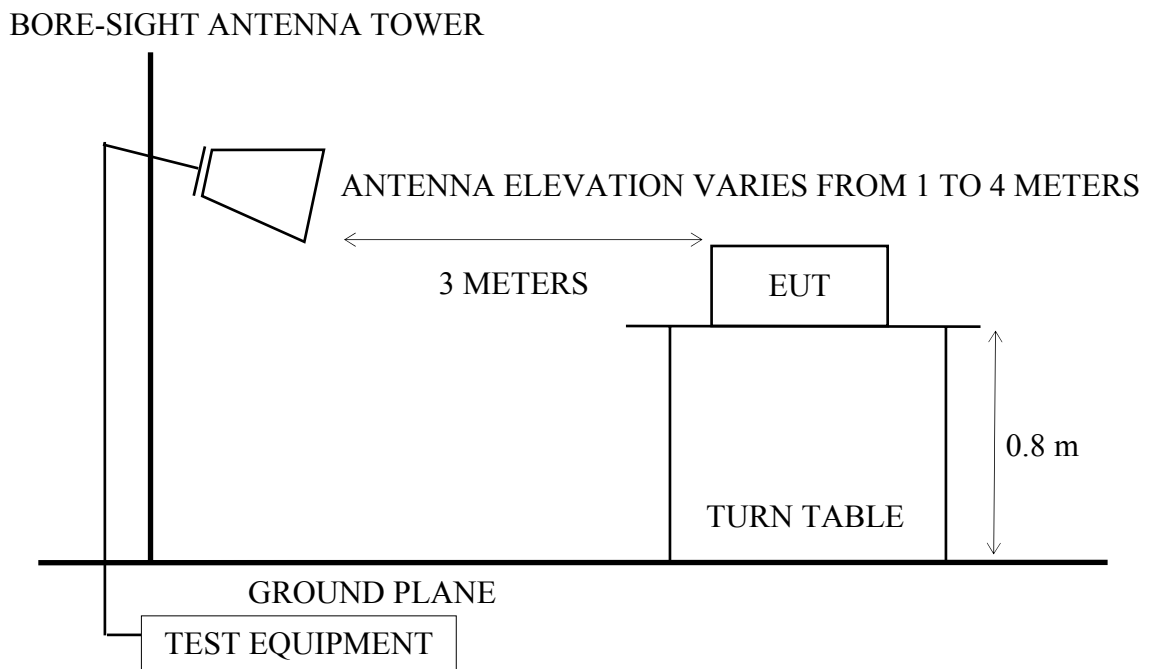 BORE-SIGHT ANTENNA TOWER
ANTENNA ELEVATION VARIES FROM 1 TO 4 METERS
3 METERS
EUT
0.8 m
TURN TABLE
GROUND PLANE
TEST EQUIPMENT